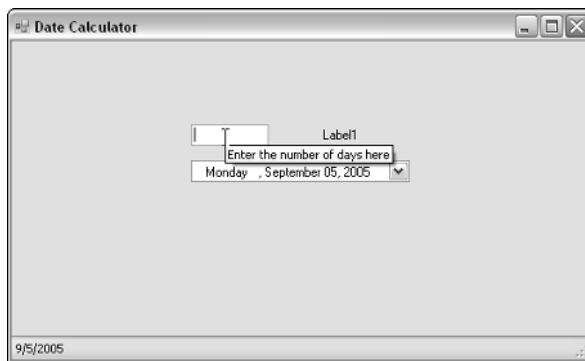 Date Calculator
Label1
Enter the number of days here
Monday , September 05, 2005
9/5/2005